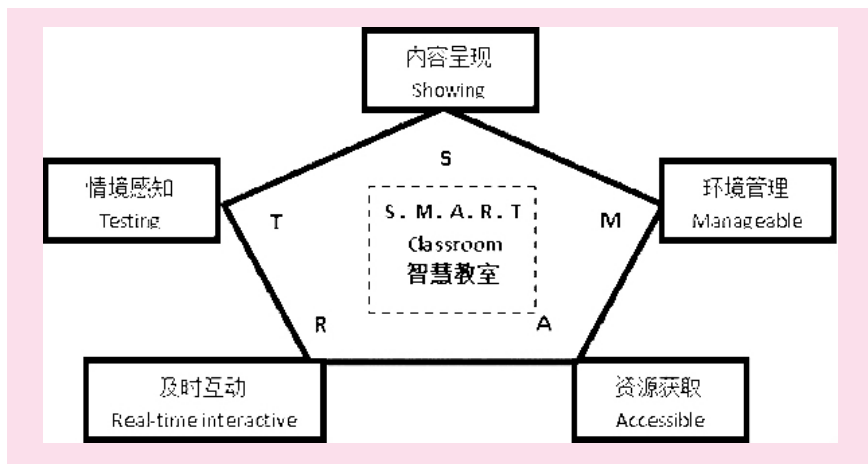 内容呈现
Showing
情境感知
Testing
环境管理
Manageable
S
T
M
S.M.A.R.T
Classroom
智慧教室
R
A
及时互动
Real-time interactive
资源获取
Accessible